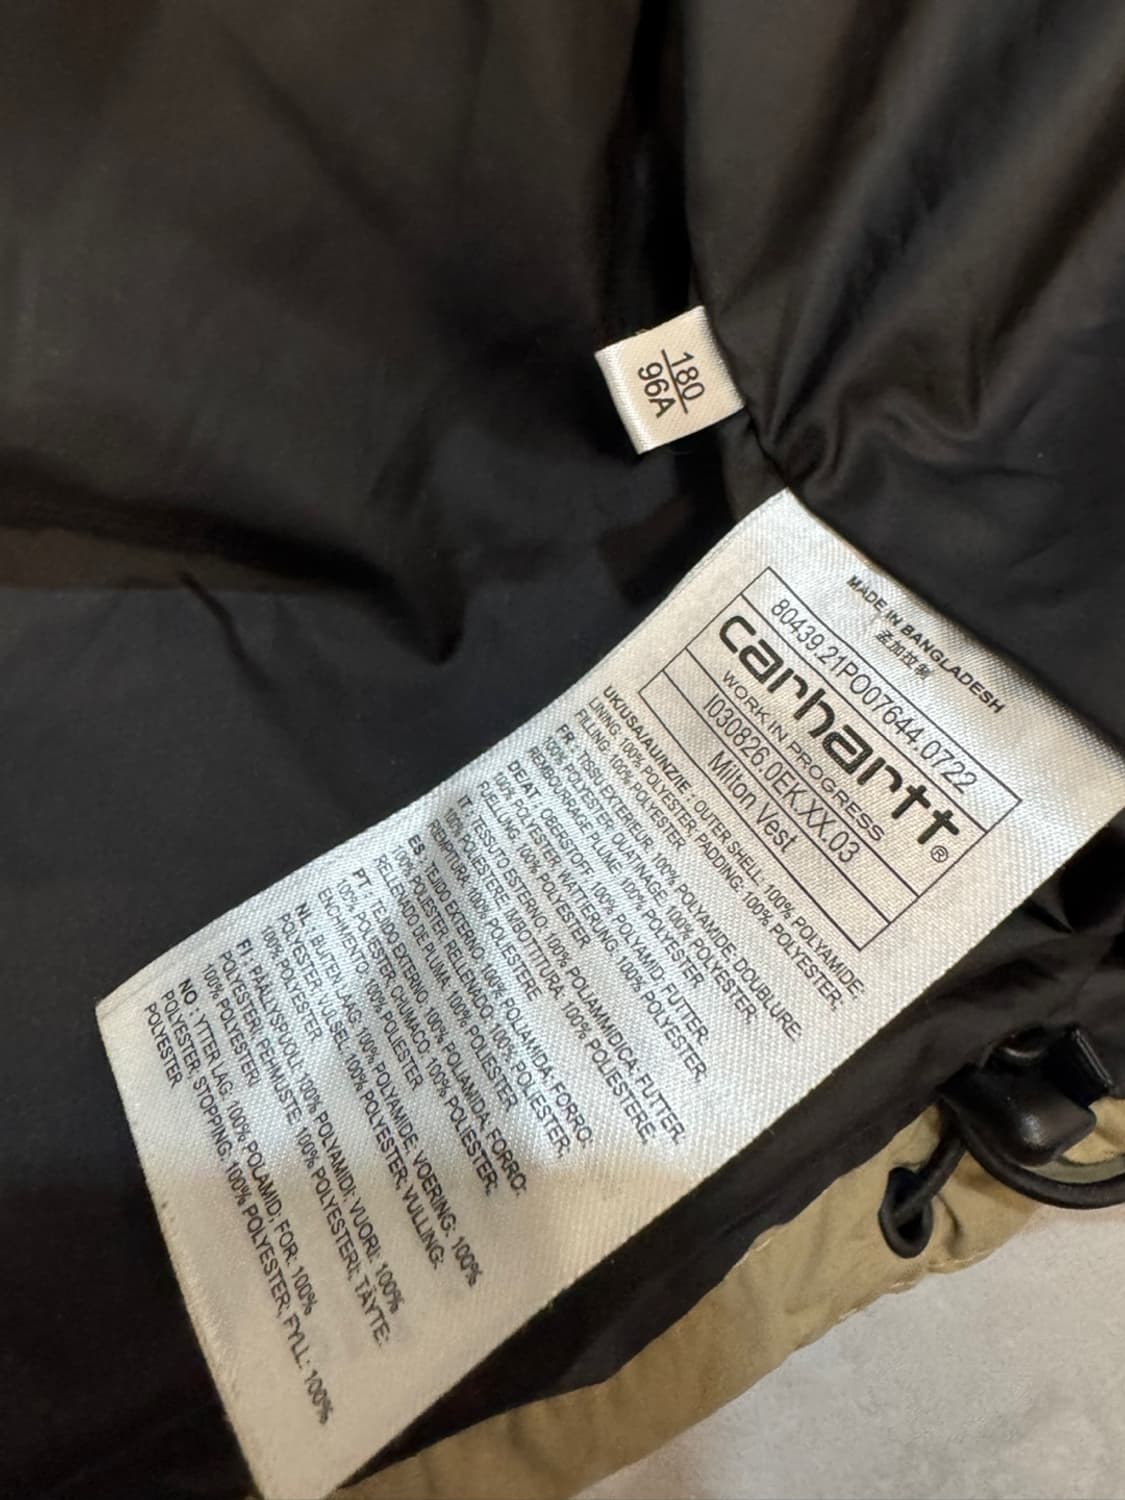 180
96A
MADE IN BANGLADESH
孟加拉制
80439.21PO07644.0722
carhartt®
WORK IN PROGRESS
I030826.0EK.XX.03
Milton Vest
UK/USA/AU/NZ/IE : OUTER SHELL: 100% POLYAMIDE;
LINING: 100% POLYESTER; PADDING: 100% POLYESTER;
FILLING: 100% POLYESTER
FR : TISSU EXTERIEUR: 100% POLYAMIDE; DOUBLURE:
100% POLYESTER; OUATINAGE: 100% POLYESTER;
REMBOURRAGE PLUME: 100% POLYESTER
DE/AT : OBERSTOFF: 100% POLYAMID; FUTTER:
100% POLYESTER; WATTIERUNG: 100% POLYESTER;
FÜELLUNG: 100% POLYESTER
IT : TESSUTO ESTERNO: 100% POLIAMMIDICA; FUTTER:
100% POLIESTERE; IMBOTTITURA: 100% POLIESTERE;
100% POLIESTERE
ES : TEJIDO EXTERNO: 100% POLIAMIDA; FORRO:
100% POLIESTER; RELLENADO: 100% POLIESTER;
RELLENADO DE PLUMA: 100% POLIESTER
PT : TEJIDO EXTERNO: 100% POLIAMIDA; FORRO:
100% POLIESTER; CHUMACO: 100% POLIESTER;
ENCHIMENTO: 100% POLIESTER
NL : BUITEN LAAG: 100% POLYAMIDE; VOERING: 100%
POLYESTER; VULSEL: 100% POLYESTER; VULLING:
100% POLYESTER
FI : PÄÄLLYSPUOLI: 100% POLYAMIDI; VUORI: 100%
POLYESTERI; PEHMUSTE: 100% POLYESTERI; TÄYTE:
100% POLYESTERI
NO : YTTER LAG: 100% POLAMID; FOR: 100%
POLYESTER; STOPPING: 100% POLYESTER; FYLL: 100%
POLYESTER